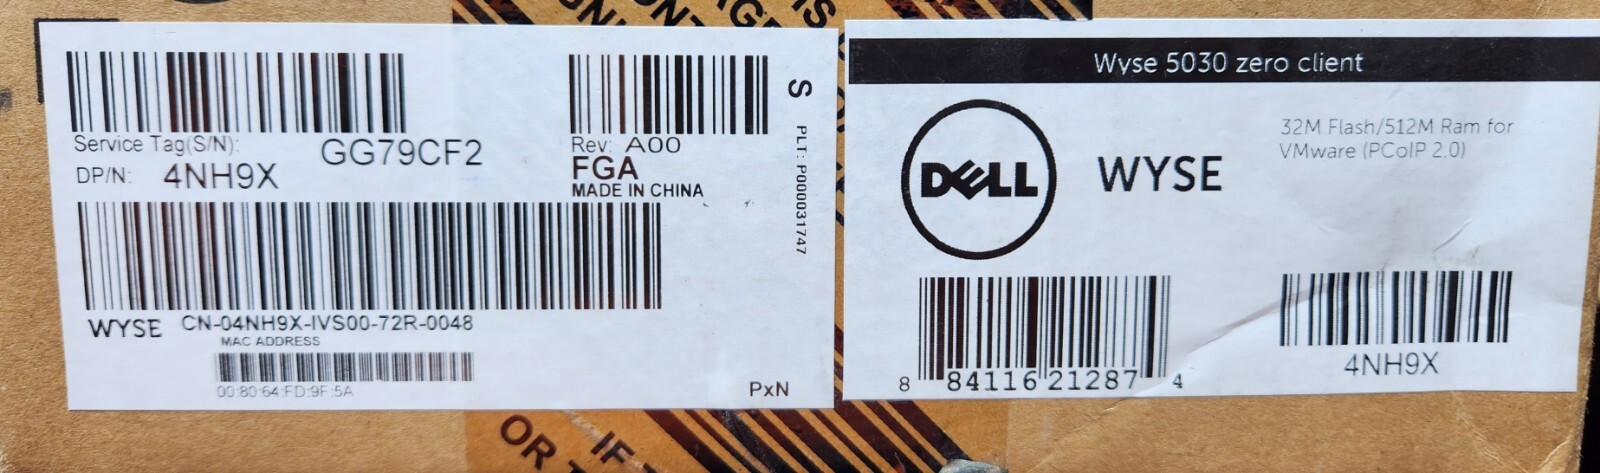 Service Tag(S/N): GG79CF2
DP/N: 4NH9X
Rev: A00
FGA
MADE IN CHINA
S
PLT: P000031747
WYSE CN-04NH9X-IVS00-72R-0048
MAC ADDRESS
00:80:64:FD:9F:5A
PxN
Wyse 5030 zero client
DELL
WYSE
32M Flash/512M Ram for
VMware (PCoIP 2.0)
8 84116 21287 4
4NH9X
IF
OR